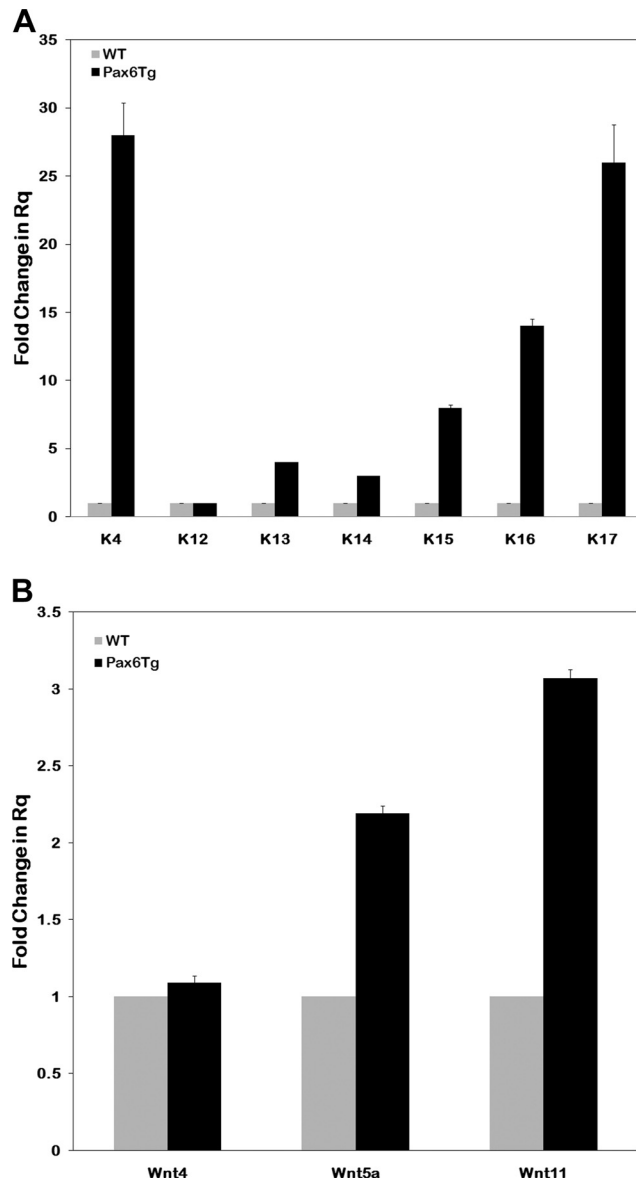 A
35
WT
Pax6Tg
30
25
20
15
10
5
0
Fold Change in Rq
K4 K12 K13 K14 K15 K16 K17
B
3.5
WT
Pax6Tg
3
2.5
2
1.5
1
0.5
0
Fold Change in Rq
Wnt4 Wnt5a Wnt11